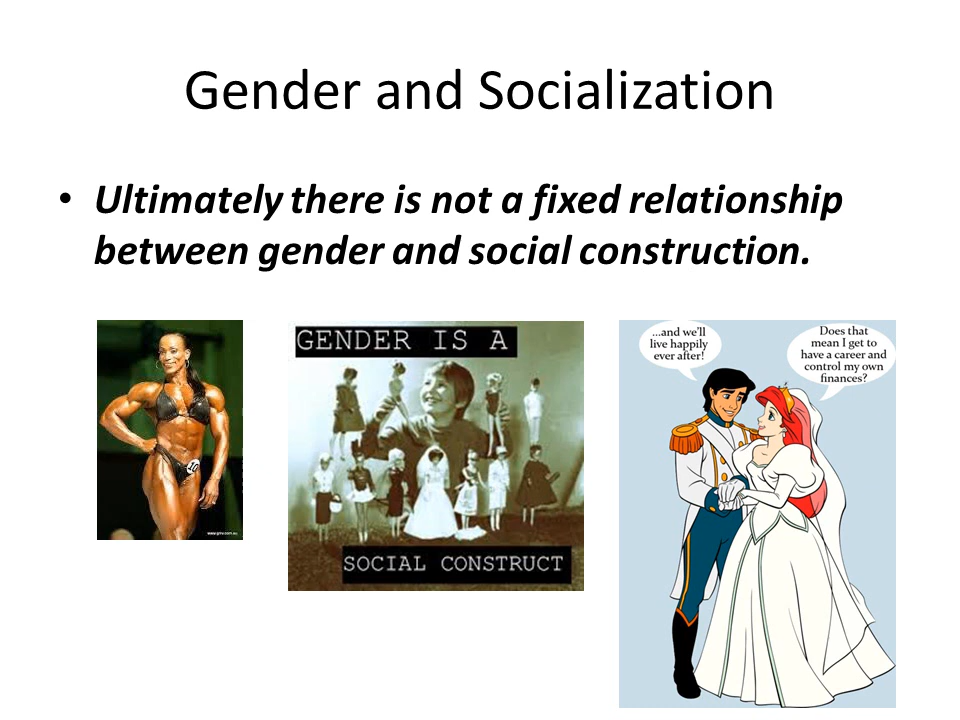 Gender and Socialization
• Ultimately there is not a fixed relationship
between gender and social construction.
GENDER IS A
SOCIAL CONSTRUCT
...and we'll
live happily
ever after!
Does that
mean I get to
have a career and
control my own
finances?